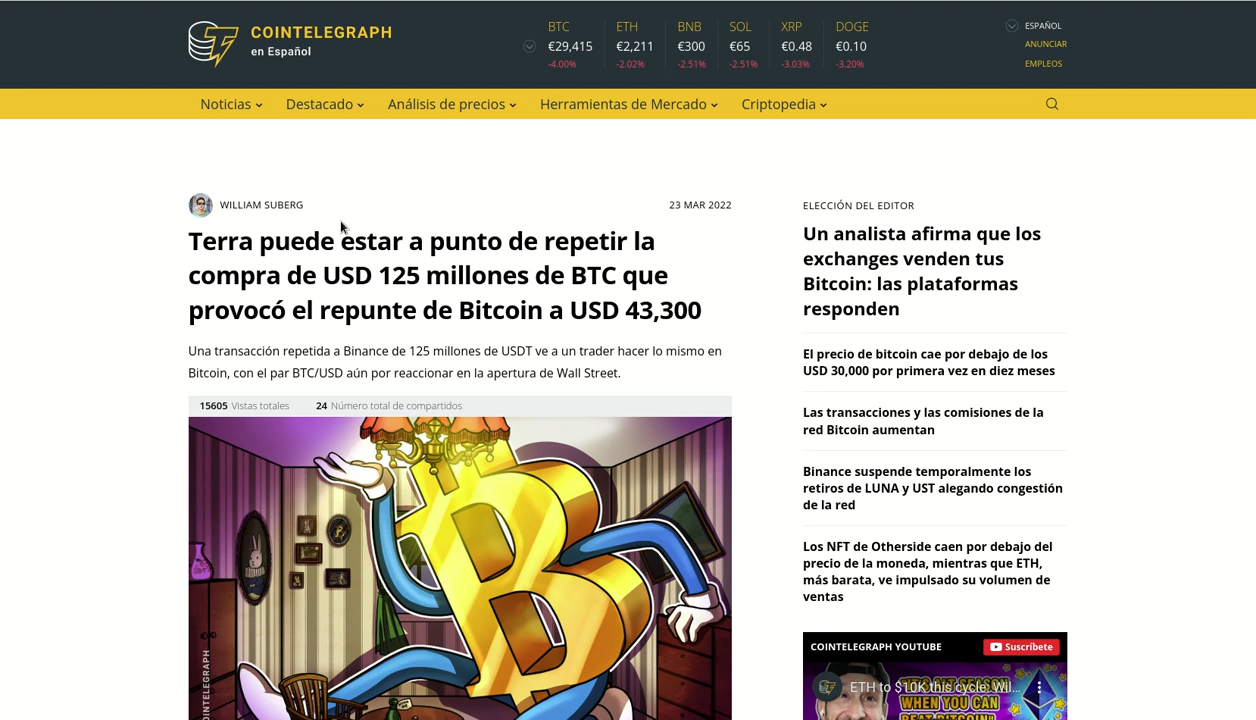 COINTELEGRAPH
en Español
BTC
€29,415
-4.00%
ETH
€2,211
-2.02%
BNB
€300
-2.51%
SOL
€65
-2.51%
XRP
€0.48
-3.03%
DOGE
€0.10
-3.20%
ESPAÑOL
ANUNCIAR
EMPLEOS
Noticias
Destacado
Análisis de precios
Herramientas de Mercado
Criptopedia
WILLIAM SUBERG
23 MAR 2022
Terra puede estar a punto de repetir la
compra de USD 125 millones de BTC que
provocó el repunte de Bitcoin a USD 43,300
Una transacción repetida a Binance de 125 millones de USDT ve a un trader hacer lo mismo en
Bitcoin, con el par BTC/USD aún por reaccionar en la apertura de Wall Street.
15605 Vistas totales
24 Número total de compartidos
COINTELEGRAPH
ELECCIÓN DEL EDITOR
Un analista afirma que los
exchanges venden tus
Bitcoin: las plataformas
responden
El precio de bitcoin cae por debajo de los
USD 30,000 por primera vez en diez meses
Las transacciones y las comisiones de la
red Bitcoin aumentan
Binance suspende temporalmente los
retiros de LUNA y UST alegando congestión
de la red
Los NFT de Otherside caen por debajo del
precio de la moneda, mientras que ETH,
más barata, ve impulsado su volumen de
ventas
COINTELEGRAPH YOUTUBE
Suscríbete
ETH to $10K this cycle. Wil...
IT'S ALT SEASON
WHEN YOU CAN
BEAT BITCOIN!